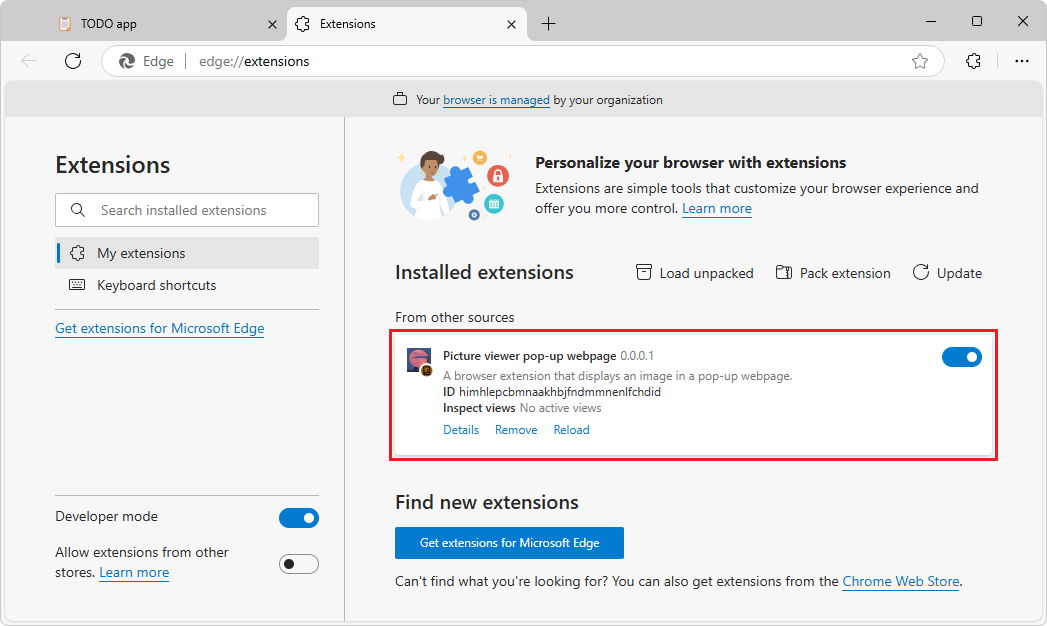 TODO app
Extensions
Edge
edge://extensions
Your browser is managed by your organization
Extensions
Search installed extensions
My extensions
Keyboard shortcuts
Get extensions for Microsoft Edge
Developer mode
Allow extensions from other
stores. Learn more
Personalize your browser with extensions
Extensions are simple tools that customize your browser experience and
offer you more control. Learn more
Installed extensions
Load unpacked
Pack extension
Update
From other sources
Picture viewer pop-up webpage 0.0.0.1
A browser extension that displays an image in a pop-up webpage.
ID himhlepcbmnaakhbjfndmmnenlfchdid
Inspect views No active views
Details Remove Reload
Find new extensions
Get extensions for Microsoft Edge
Can't find what you're looking for? You can also get extensions from the Chrome Web Store.